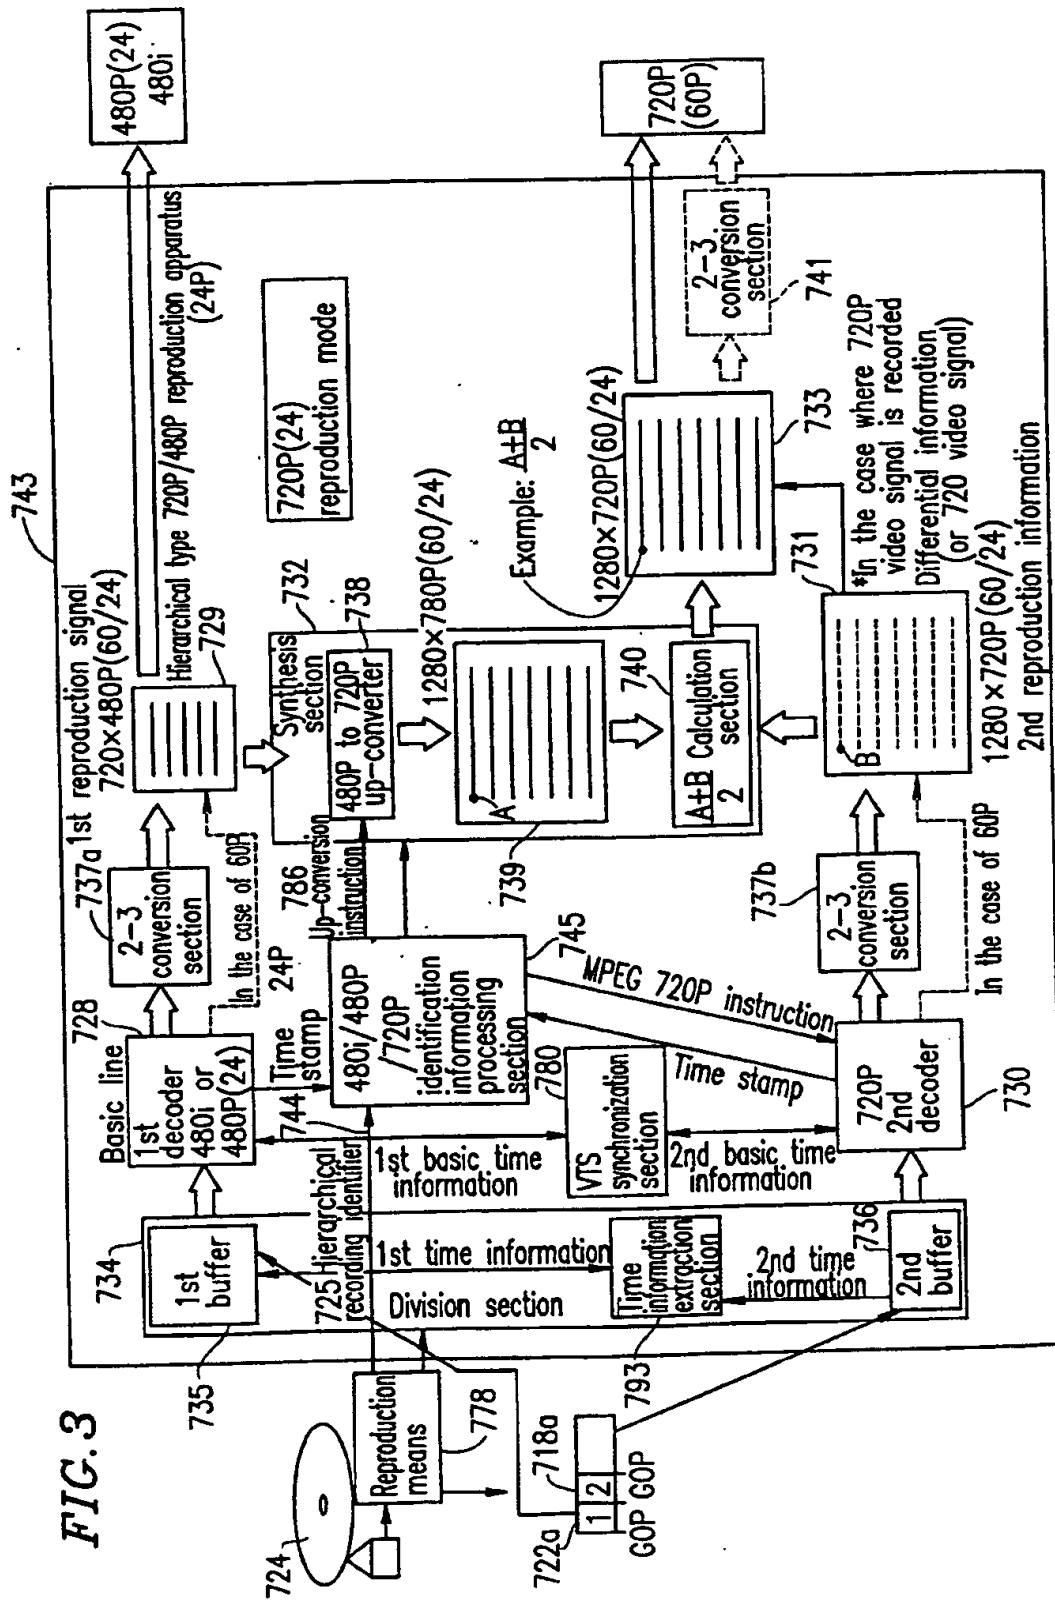 FIG.3
743
724
Reproduction
means
778
722a
718a
1
2
GOP
GOP
734
735
1st
buffer
725
Hierarchical
recording identifier
1st time information
Division section
Time
information
extraction
section
793
2nd time
information
736
2nd
buffer
Basic line
728
1st
decoder
480i or
480P(24)
Time
stamp
744
1st basic time
information
780
VTS
synchronization
section
2nd basic time
information
720P
2nd
decoder
730
24P
480i/480P
/720P
identification
information
processing
section
745
MPEG 720P instruction
Time stamp
737a
2-3
conversion
section
In the case of 60P
786
Up-conversion
instruction
737b
2-3
conversion
section
In the case of 60P
1st reproduction signal
720×480P(60/24)
729
Hierarchical type 720P/480P reproduction apparatus
(24P)
480P(24)
480i
Synthesis
section
732
480P to 720P
up-converter
738
1280×780P(60/24)
A
739
740
A+B
2
Calculation
section
720P(24)
reproduction mode
Example: A+B
2
1280×720P(60/24)
733
B
731
1280×720P(60/24)
2nd reproduction information
*In the case where 720P
video signal is recorded
Differential information
(or 720 video signal)
2-3
conversion
section
741
720P
(60P)